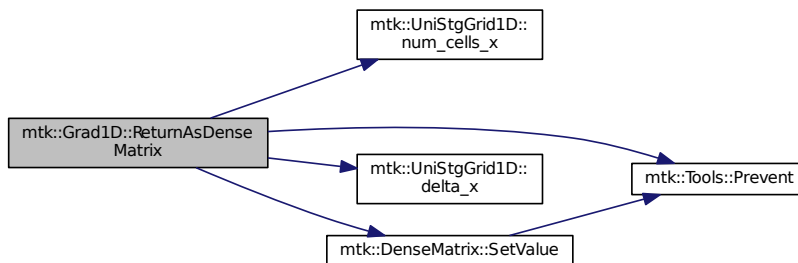 mtk::UniStgGrid1D::
num_cells_x
mtk::Grad1D::ReturnAsDense
Matrix
mtk::UniStgGrid1D::
delta_x
mtk::Tools::Prevent
mtk::DenseMatrix::SetValue